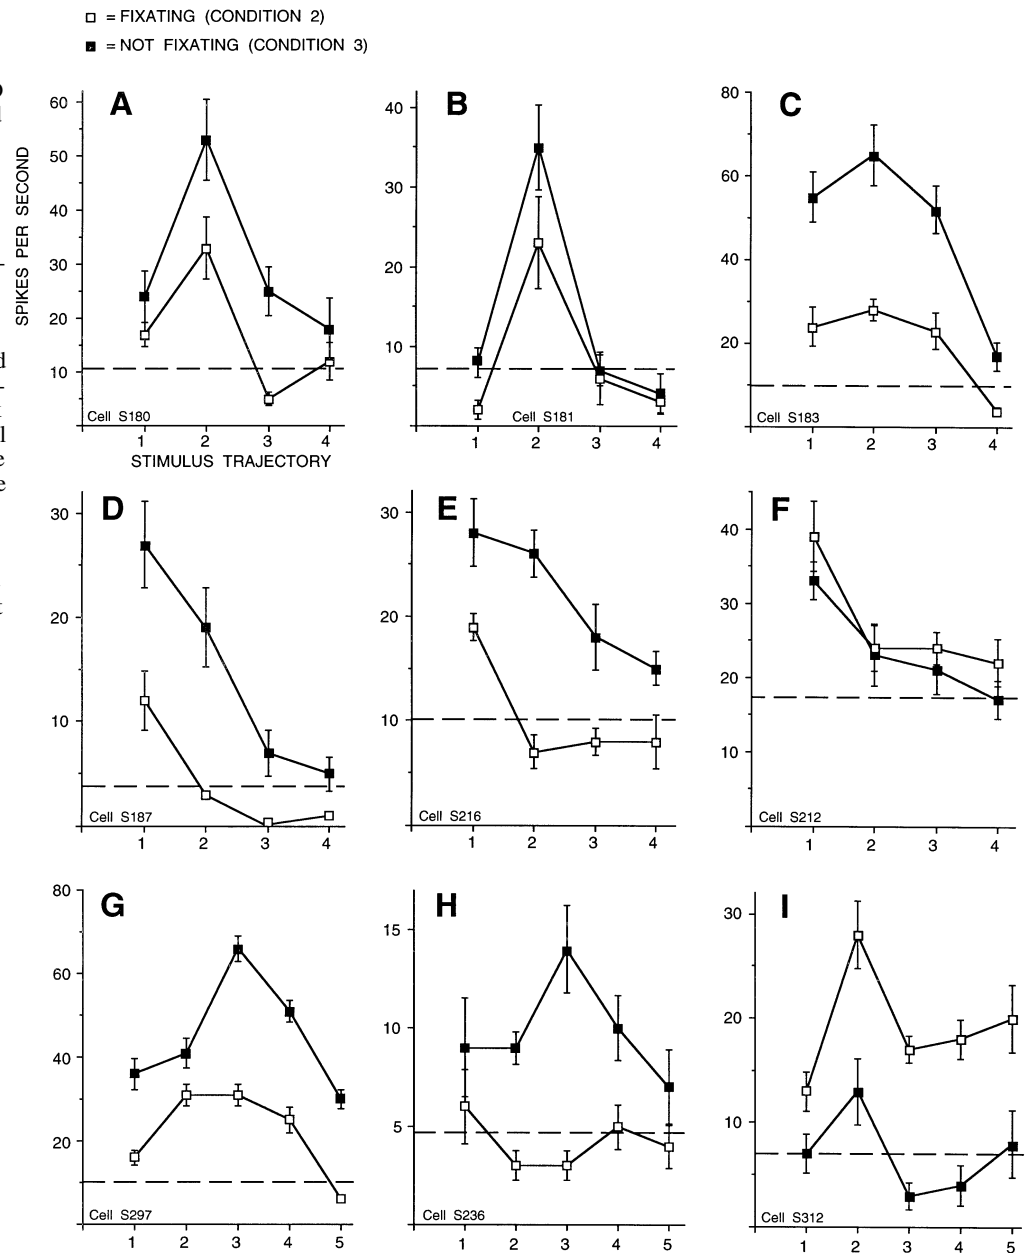 □ = FIXATING (CONDITION 2)
■ = NOT FIXATING (CONDITION 3)
A
60
50
40
30
20
10
SPIKES PER SECOND
Cell S180
1 2 3 4
STIMULUS TRAJECTORY
B
40
30
20
10
Cell S181
1 2 3 4
C
80
60
40
20
Cell S183
1 2 3 4
D
30
20
10
Cell S187
1 2 3 4
E
30
20
10
Cell S216
1 2 3 4
F
40
30
20
10
Cell S212
1 2 3 4
G
80
60
40
20
Cell S297
1 2 3 4 5
H
15
10
5
Cell S236
1 2 3 4 5
I
30
20
10
Cell S312
1 2 3 4 5